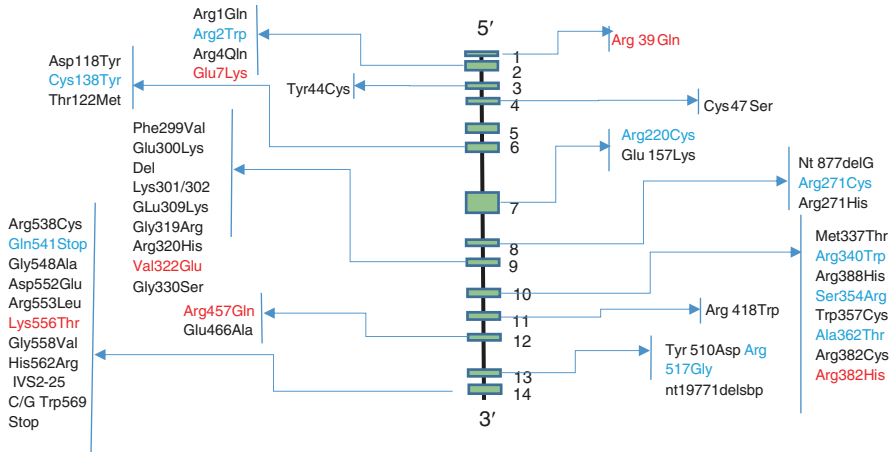 Arg1Gln
Arg2Trp
Arg4Qln
Glu7Lys
5′
Arg 39 Gln
Asp118Tyr
Cys138Tyr
Thr122Met
Tyr44Cys
Cys 47 Ser
Phe299Val
Glu300Lys
Del
Lys301/302
GLu309Lys
Gly319Arg
Arg320His
Val322Glu
Gly330Ser
Arg220Cys
Glu 157Lys
Nt 877delG
Arg271Cys
Arg271His
Arg538Cys
Gln541Stop
Gly548Ala
Asp552Glu
Arg553Leu
Lys556Thr
Gly558Val
His562Arg
IVS2-25
C/G Trp569
Stop
Arg457Gln
Glu466Ala
Met337Thr
Arg340Trp
Arg388His
Ser354Arg
Trp357Cys
Ala362Thr
Arg382Cys
Arg382His
Arg 418Trp
Tyr 510Asp Arg
517Gly
nt19771delsbp
1
2
3
4
5
6
7
8
9
10
11
12
13
14
3′